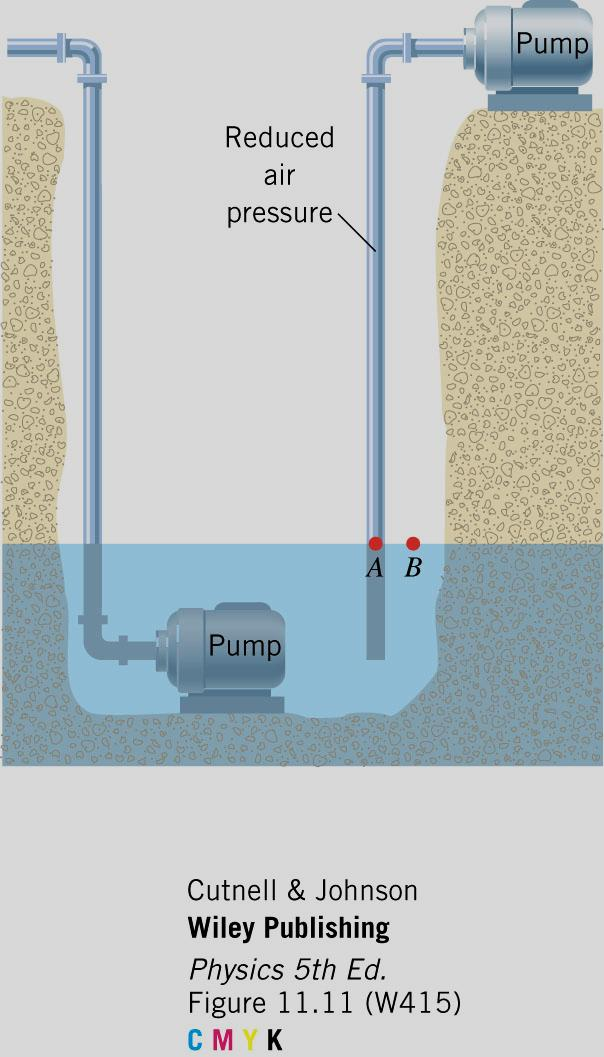 Pump
Reduced
air
pressure
A B
Pump
Cutnell & Johnson
Wiley Publishing
Physics 5th Ed.
Figure 11.11 (W415)
C M Y K